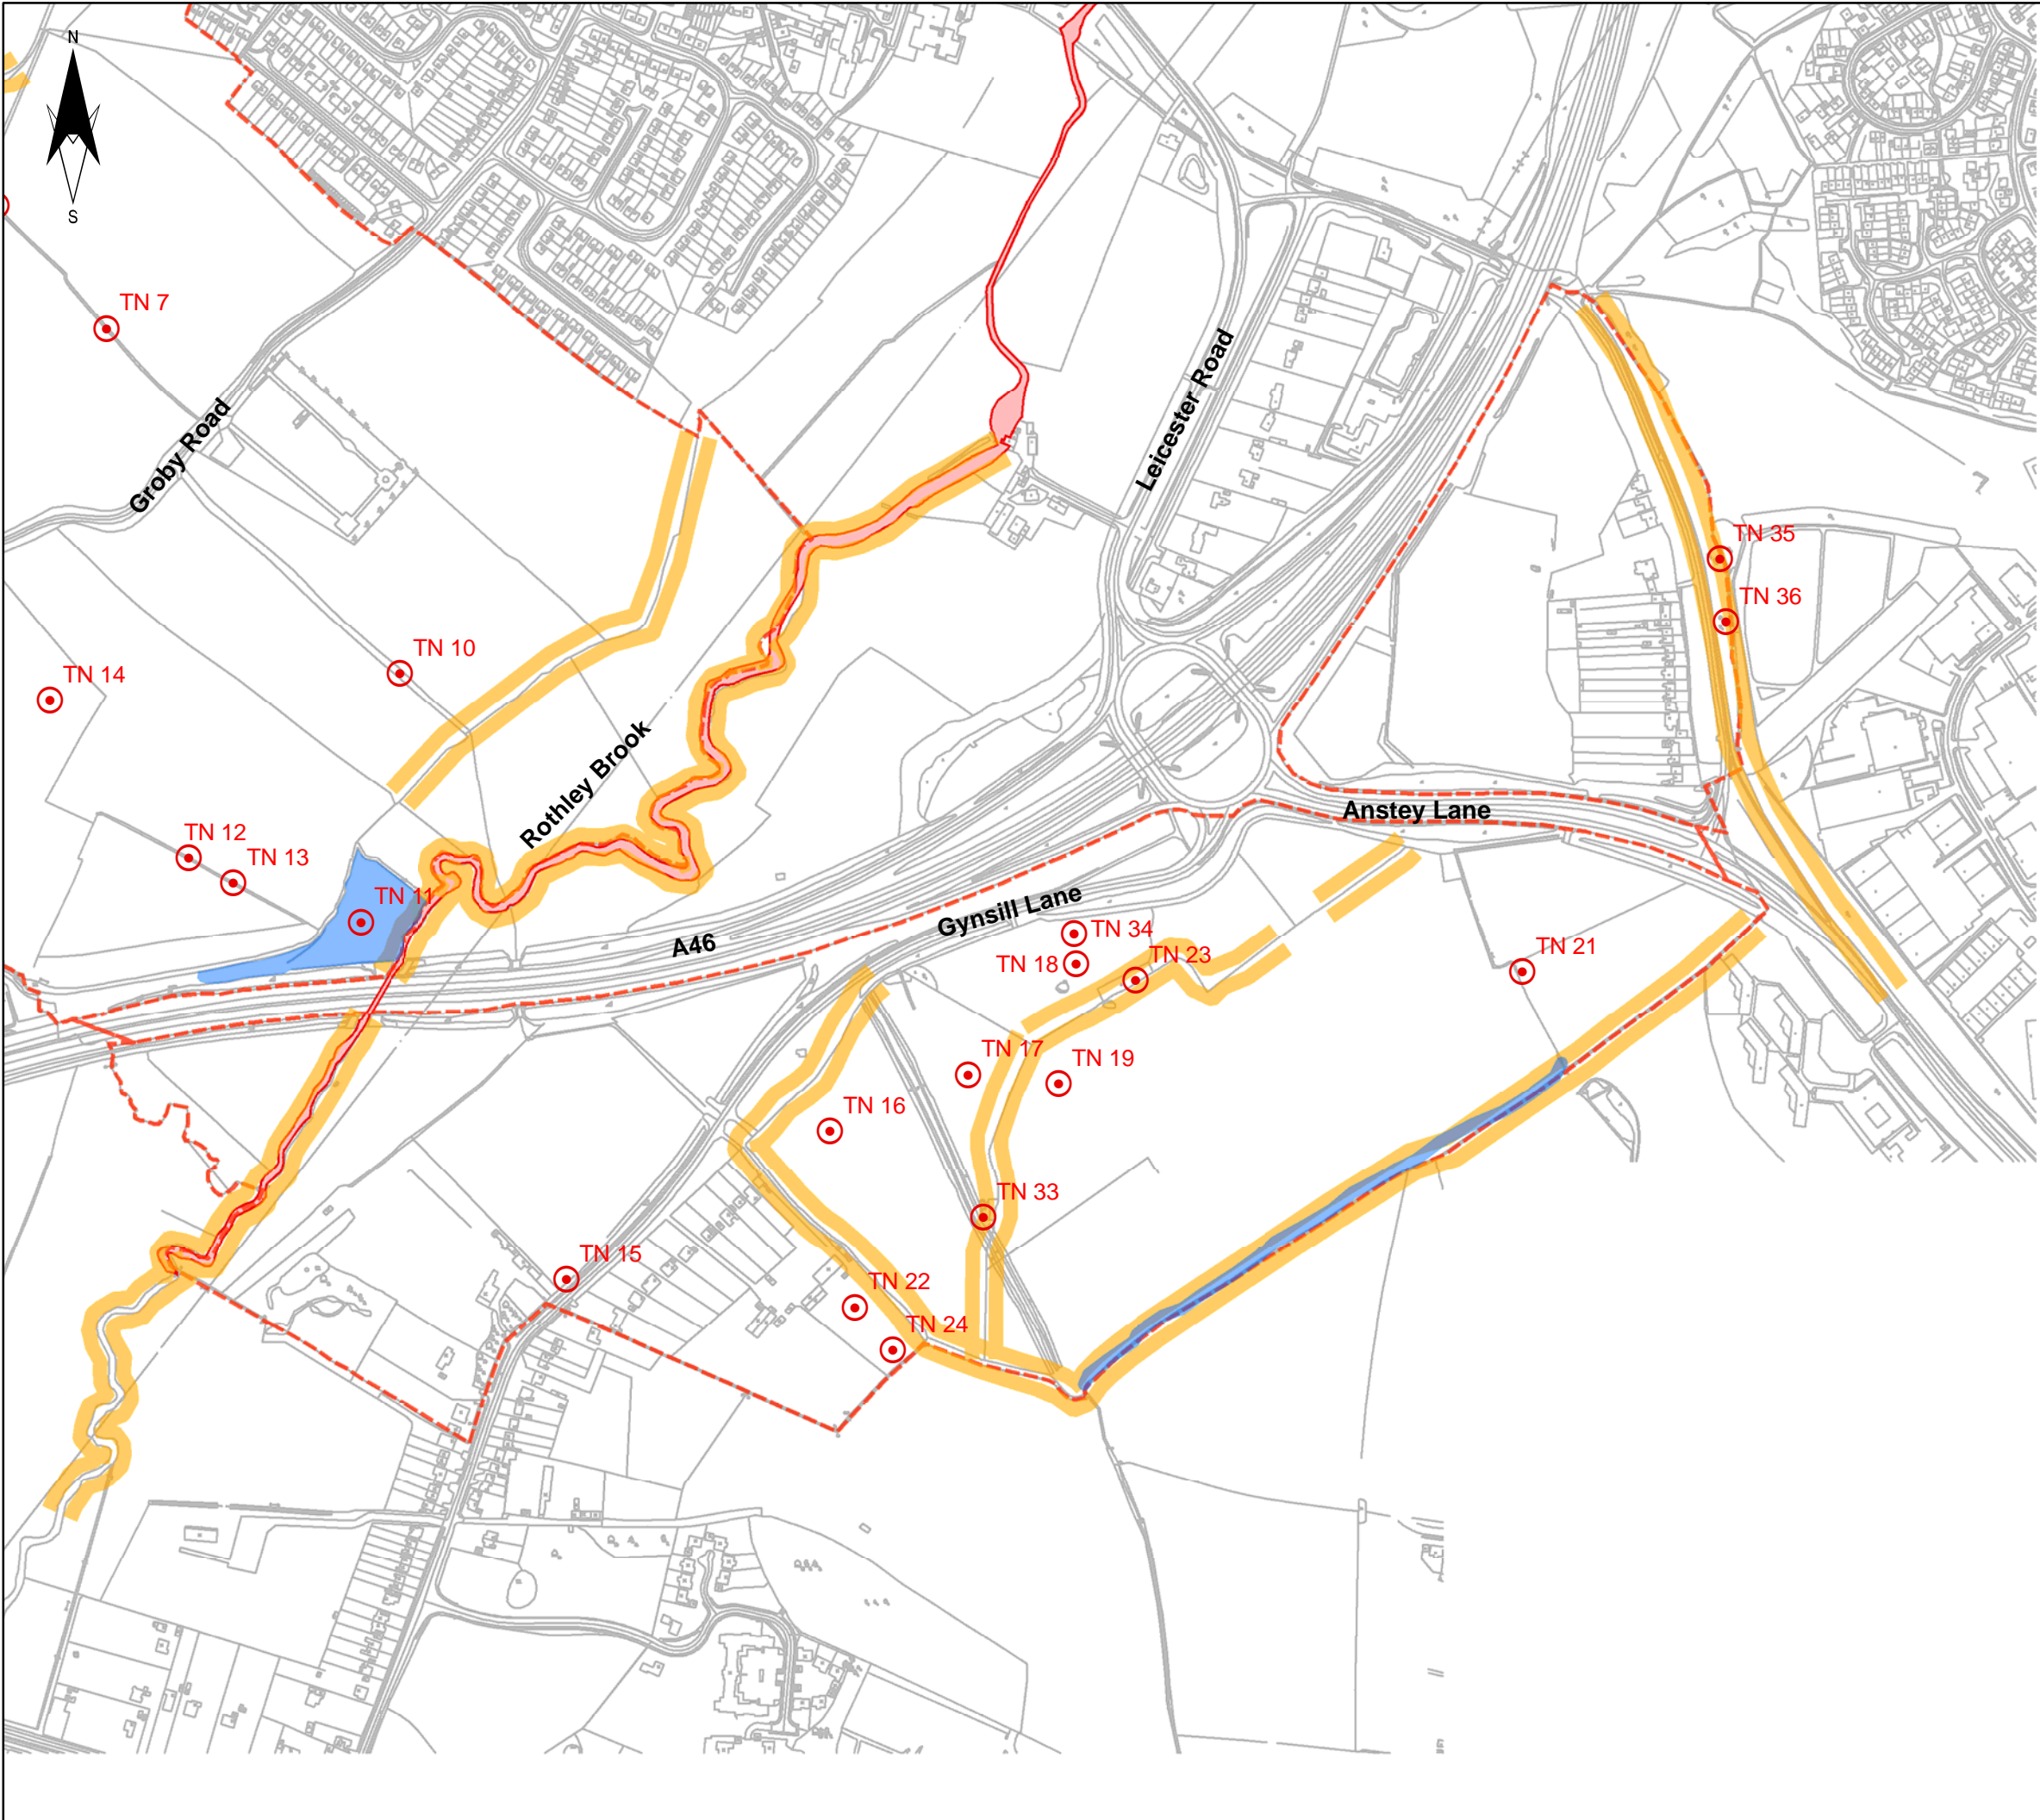 N
S
TN 7
Groby Road
Leicester Road
TN 35
TN 36
TN 10
TN 14
Rothley Brook
Anstey Lane
TN 12
TN 13
TN 11
Gynsill Lane
A46
TN 34
TN 18
TN 23
TN 21
TN 17
TN 19
TN 16
TN 33
TN 15
TN 22
TN 24